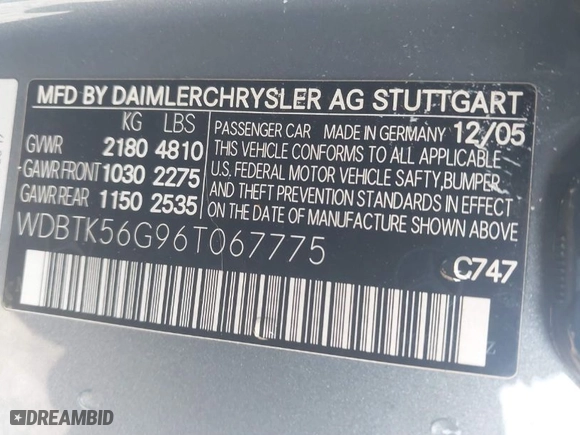 MFD BY DAIMLERCHRYSLER AG STUTTGART
KG LBS
GVWR 2180 4810
GAWR FRONT 1030 2275
GAWR REAR 1150 2535
PASSENGER CAR MADE IN GERMANY 12/05
THIS VEHICLE CONFORMS TO ALL APPLICABLE
U.S. FEDERAL MOTOR VEHICLE SAFTY,BUMPER,
AND THEFT PREVENTION STANDARDS IN EFFECT
ON THE DATE OF MANUFACTURE SHOWN ABOVE.
WDBTK56G96T067775
C747
Z
DREAMBID